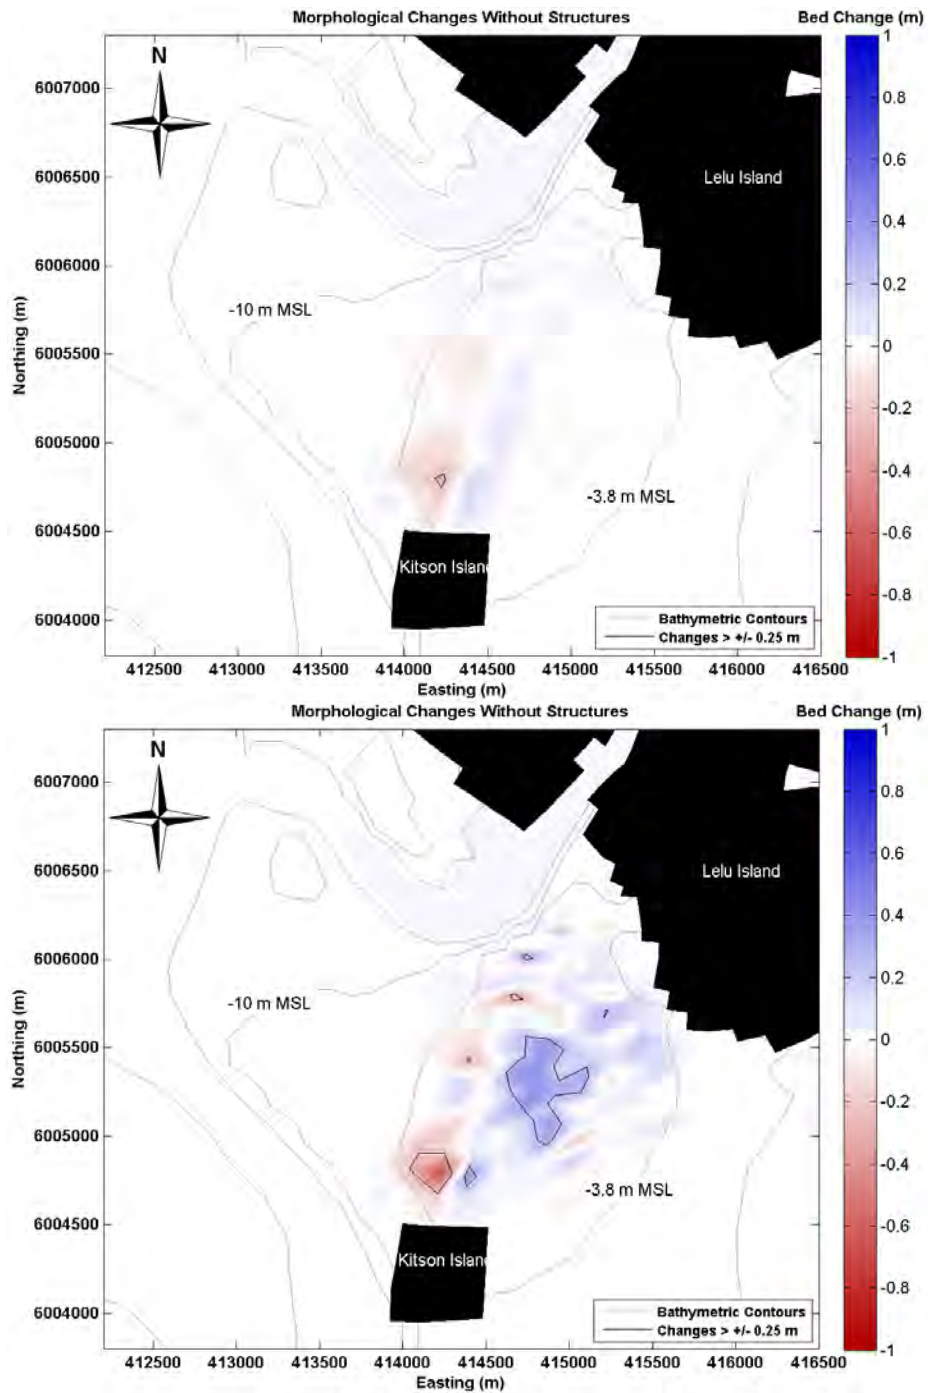 Morphological Changes Without Structures
Bed Change (m)
N
1
0.8
0.6
0.4
0.2
0
-0.2
-0.4
-0.6
-0.8
-1
Northing (m)
6007000
6006500
6006000
6005500
6005000
6004500
6004000
Lelu Island
-10 m MSL
-3.8 m MSL
Kitson Island
Bathymetric Contours
Changes > +/- 0.25 m
412500 413000 413500 414000 414500 415000 415500 416000 416500
Easting (m)
Morphological Changes Without Structures
Bed Change (m)
N
1
0.8
0.6
0.4
0.2
0
-0.2
-0.4
-0.6
-0.8
-1
Northing (m)
6007000
6006500
6006000
6005500
6005000
6004500
6004000
Lelu Island
-10 m MSL
-3.8 m MSL
Kitson Island
Bathymetric Contours
Changes > +/- 0.25 m
412500 413000 413500 414000 414500 415000 415500 416000 416500
Easting (m)